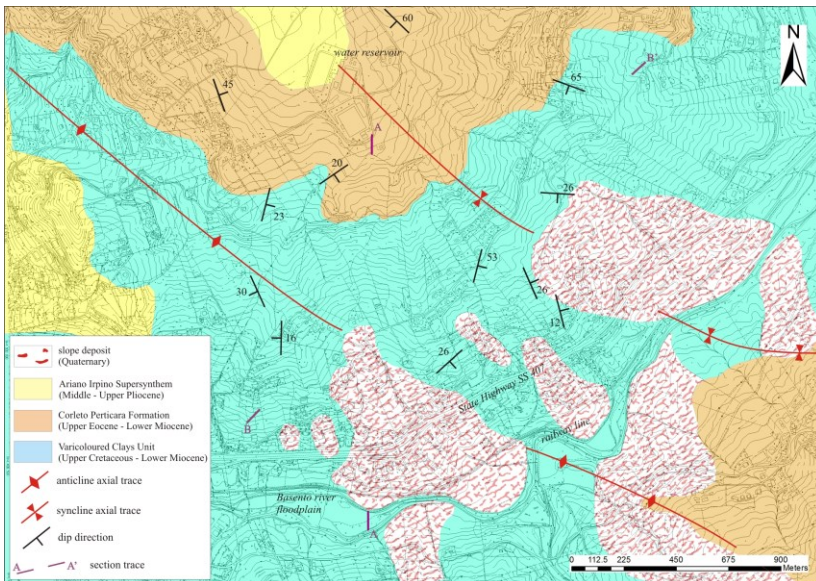 60
water reservoir
N
B'
45
65
A
20
26
23
53
30
26
12
16
26
State Highway SS 407
B
railway line
Basento river
floodplain
A
slope deposit
(Quaternary)
Ariano Irpino Supersynthem
(Middle - Upper Pliocene)
Corleto Perticara Formation
(Upper Eocene - Lower Miocene)
Varicoloured Clays Unit
(Upper Cretaceous - Lower Miocene)
anticline axial trace
syncline axial trace
dip direction
A A' section trace
0 112.5 225 450 675 900
Meters